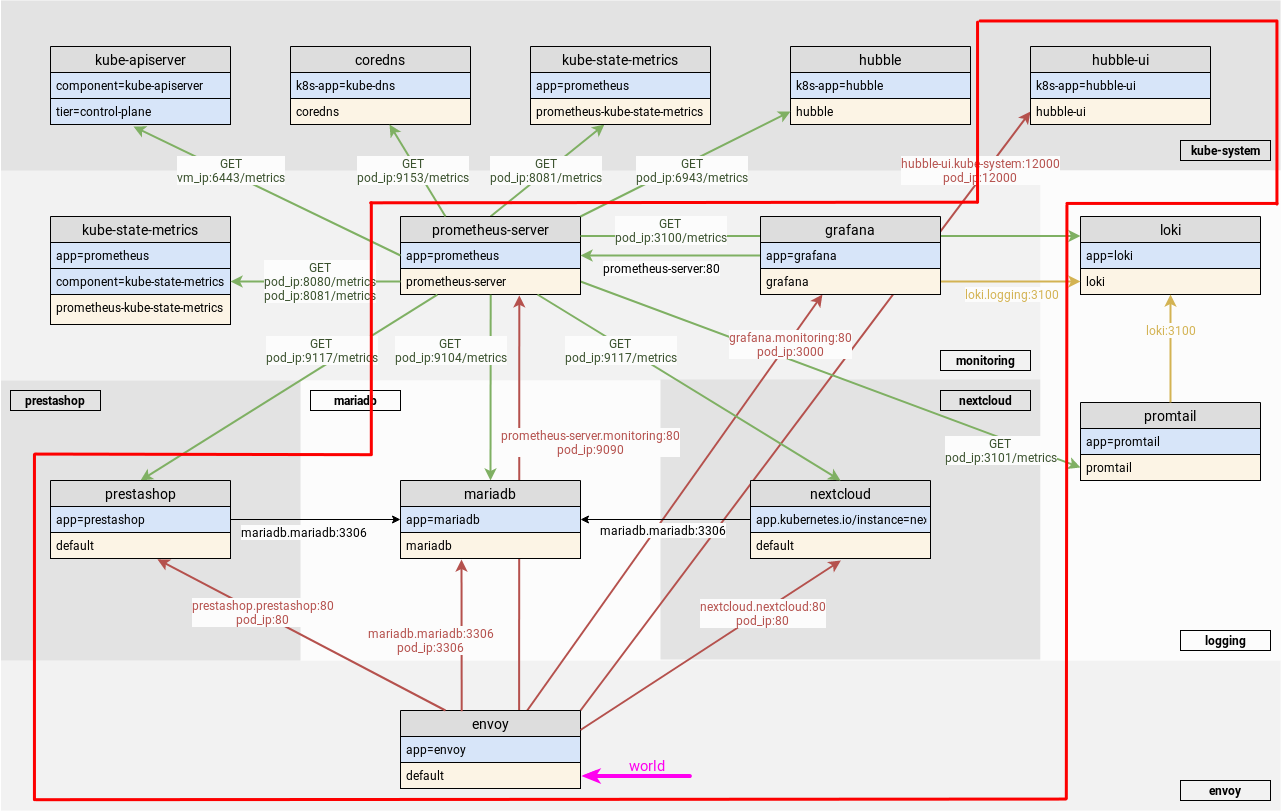 kube-apiserver
component=kube-apiserver
tier=control-plane
coredns
k8s-app=kube-dns
coredns
kube-state-metrics
app=prometheus
prometheus-kube-state-metrics
hubble
k8s-app=hubble
hubble
hubble-ui
k8s-app=hubble-ui
hubble-ui
kube-system
GET
vm_ip:6443/metrics
GET
pod_ip:9153/metrics
GET
pod_ip:8081/metrics
GET
pod_ip:6943/metrics
hubble-ui.kube-system:12000
pod_ip:12000
kube-state-metrics
app=prometheus
component=kube-state-metrics
prometheus-kube-state-metrics
GET
pod_ip:8080/metrics
pod_ip:8081/metrics
prometheus-server
app=prometheus
prometheus-server
GET
pod_ip:3100/metrics
prometheus-server:80
grafana
app=grafana
grafana
loki.logging:3100
loki
app=loki
loki
loki:3100
GET
pod_ip:9117/metrics
GET
pod_ip:9104/metrics
GET
pod_ip:9117/metrics
grafana.monitoring:80
pod_ip:3000
monitoring
prestashop
mariadb
nextcloud
promtail
app=promtail
promtail
prometheus-server.monitoring:80
pod_ip:9090
GET
pod_ip:3101/metrics
prestashop
app=prestashop
default
mariadb.mariadb:3306
mariadb
app=mariadb
mariadb
mariadb.mariadb:3306
nextcloud
app.kubernetes.io/instance=nex
default
prestashop.prestashop:80
pod_ip:80
mariadb.mariadb:3306
pod_ip:3306
nextcloud.nextcloud:80
pod_ip:80
logging
envoy
app=envoy
default
world
envoy